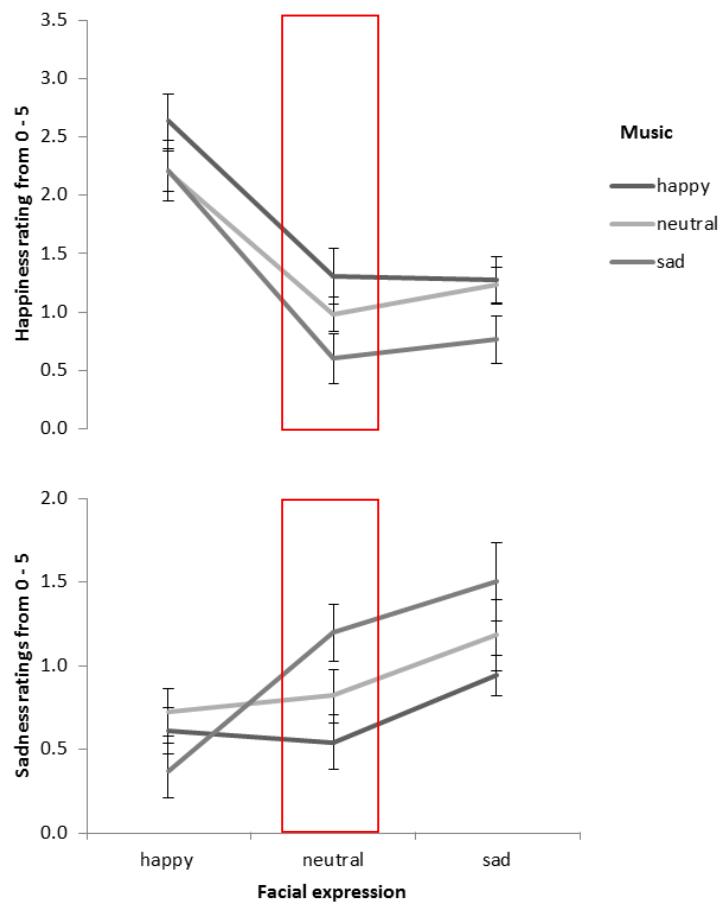 Happiness rating from 0 - 5
3.5
3.0
2.5
2.0
1.5
1.0
0.5
0.0
Music
happy
neutral
sad
Sadness ratings from 0 - 5
2.0
1.5
1.0
0.5
0.0
happy neutral sad
Facial expression